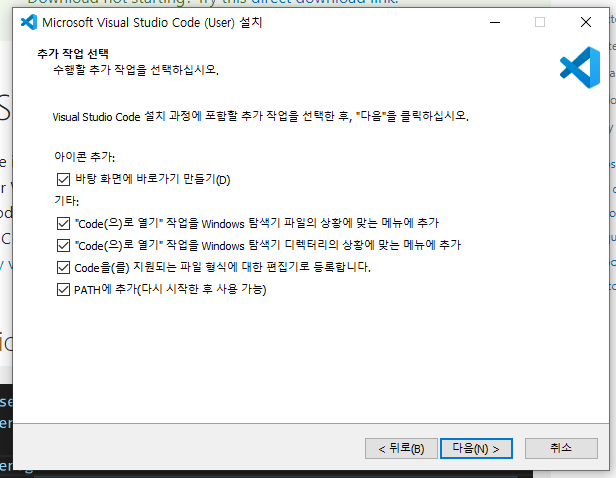 Download not starting? Try this direct download link.
Microsoft Visual Studio Code (User) 설치
추가 작업 선택
수행할 추가 작업을 선택하십시오.
Visual Studio Code 설치 과정에 포함할 추가 작업을 선택한 후, "다음"을 클릭하십시오.
아이콘 추가:
바탕 화면에 바로가기 만들기(D)
기타:
"Code(으)로 열기" 작업을 Windows 탐색기 파일의 상황에 맞는 메뉴에 추가
"Code(으)로 열기" 작업을 Windows 탐색기 디렉터리의 상황에 맞는 메뉴에 추가
Code을(를) 지원되는 파일 형식에 대한 편집기로 등록합니다.
PATH에 추가(다시 시작한 후 사용 가능)
< 뒤로(B)
다음(N) >
취소